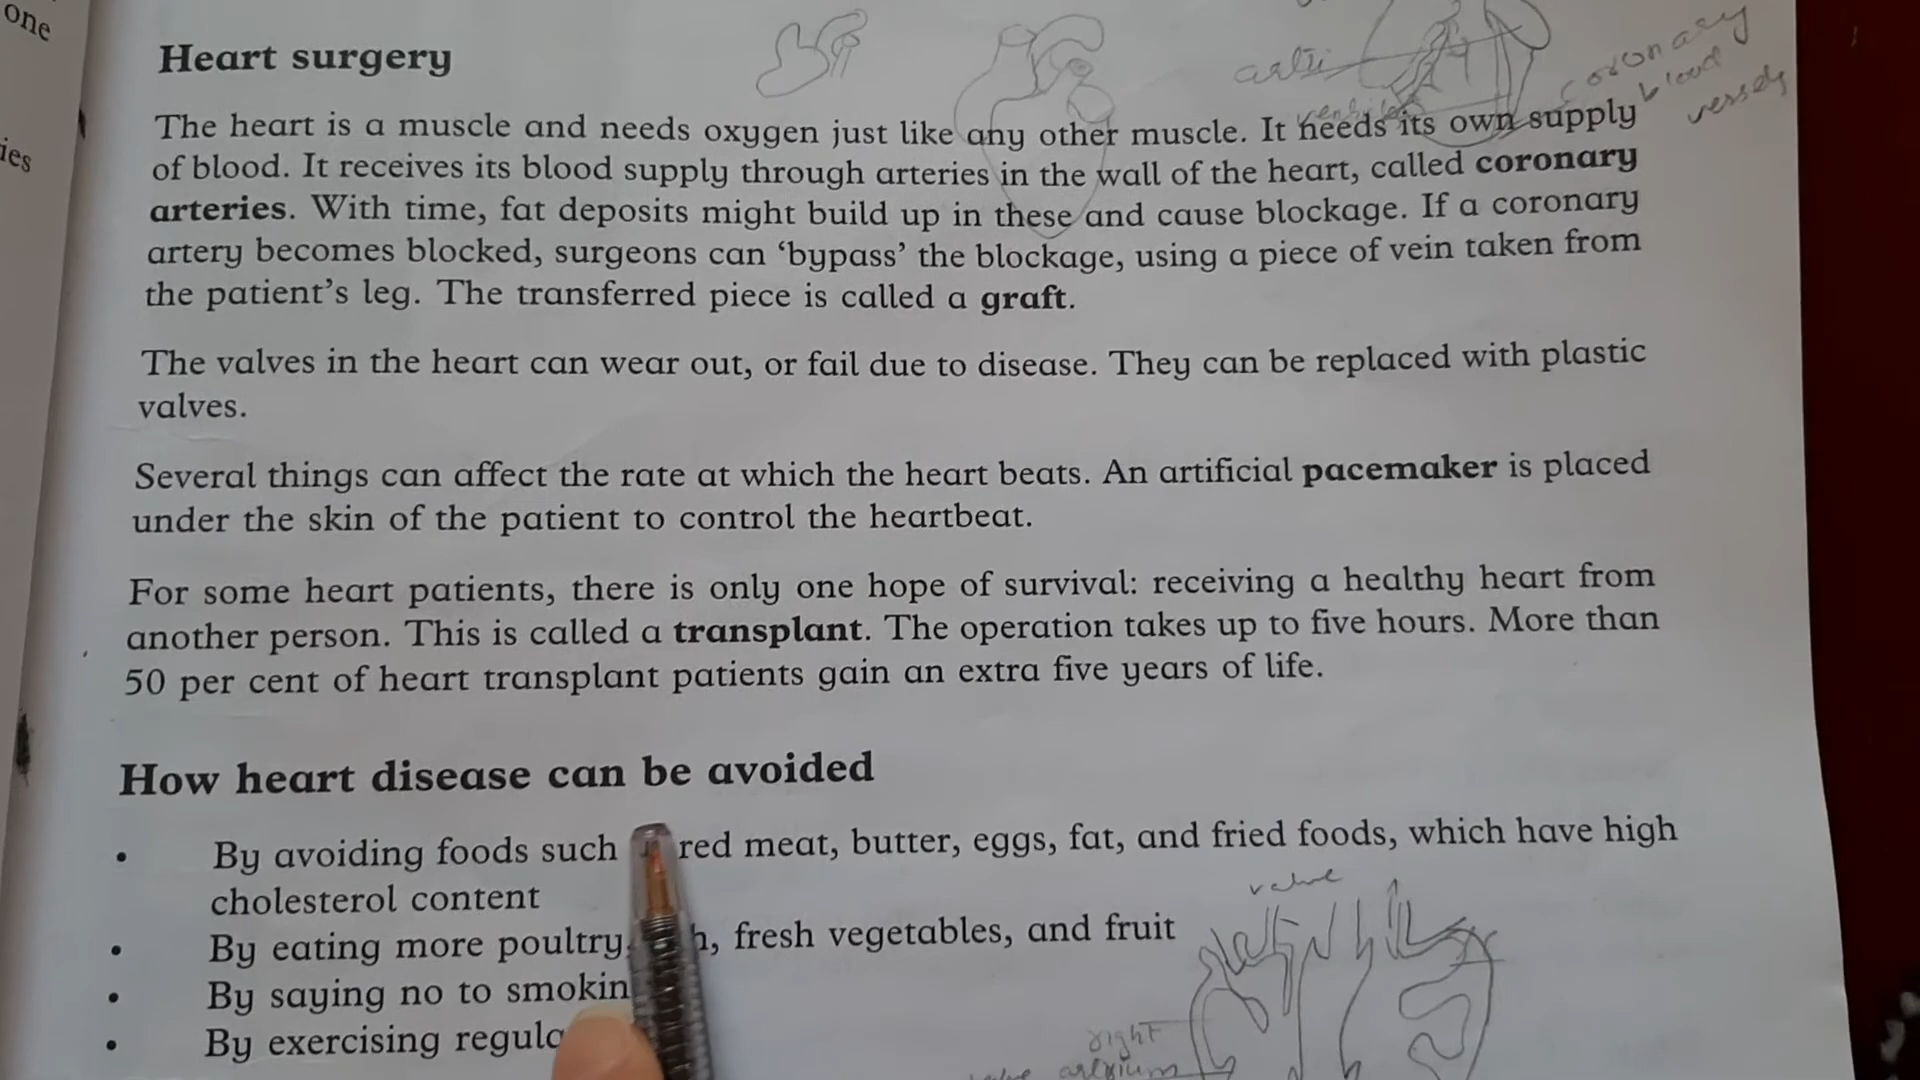 one
ies
Heart surgery
coronary
blood
vessels
The heart is a muscle and needs oxygen just like any other muscle. It needs its own supply
of blood. It receives its blood supply through arteries in the wall of the heart, called coronary
arteries. With time, fat deposits might build up in these and cause blockage. If a coronary
artery becomes blocked, surgeons can ‘bypass’ the blockage, using a piece of vein taken from
the patient’s leg. The transferred piece is called a graft.
The valves in the heart can wear out, or fail due to disease. They can be replaced with plastic
valves.
Several things can affect the rate at which the heart beats. An artificial pacemaker is placed
under the skin of the patient to control the heartbeat.
For some heart patients, there is only one hope of survival: receiving a healthy heart from
another person. This is called a transplant. The operation takes up to five hours. More than
50 per cent of heart transplant patients gain an extra five years of life.
How heart disease can be avoided
• By avoiding foods such red meat, butter, eggs, fat, and fried foods, which have high
cholesterol content
• By eating more poultry, fresh vegetables, and fruit
• By saying no to smokin
• By exercising regula
valve
right